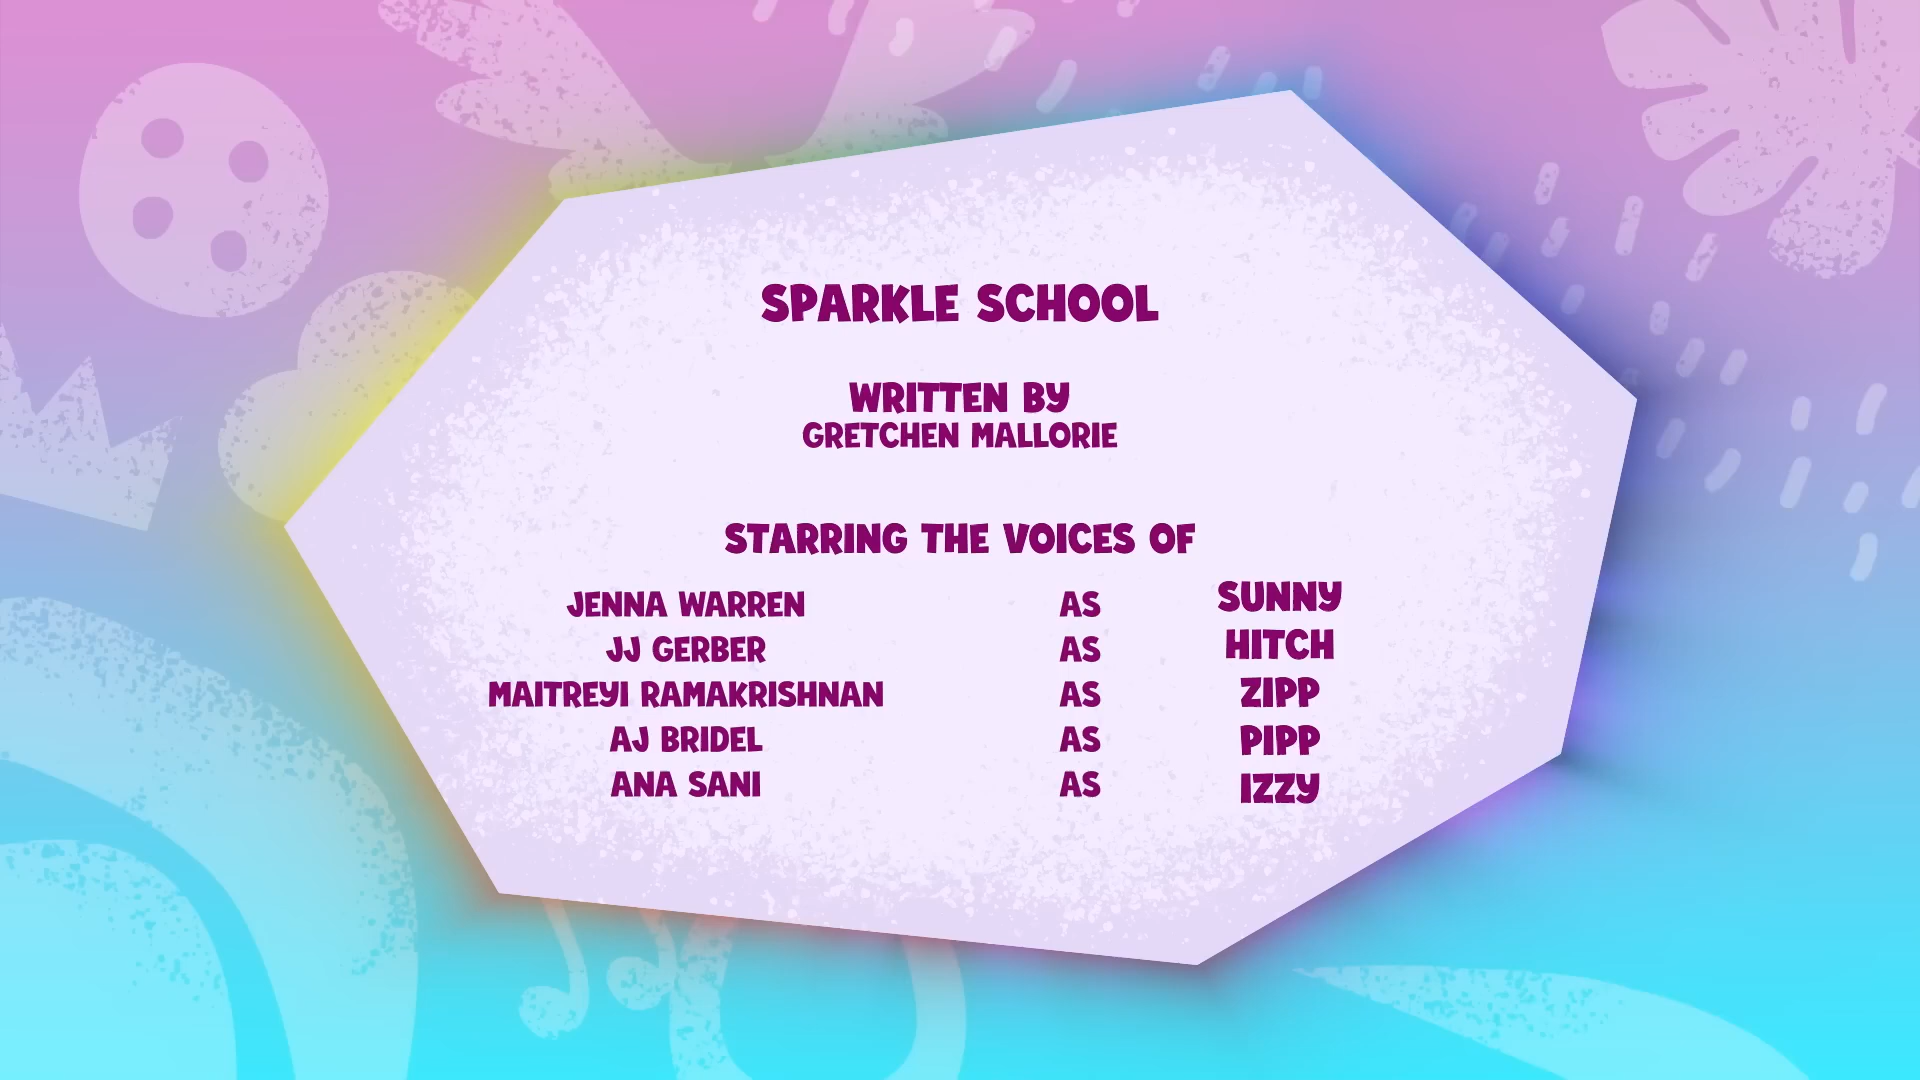 SPARKLE SCHOOL
WRITTEN BY
GRETCHEN MALLORIE
STARRING THE VOICES OF
JENNA WARREN AS SUNNY
JJ GERBER AS HITCH
MAITREYI RAMAKRISHNAN AS ZIPP
AJ BRIDEL AS PIPP
ANA SANI AS IZZY